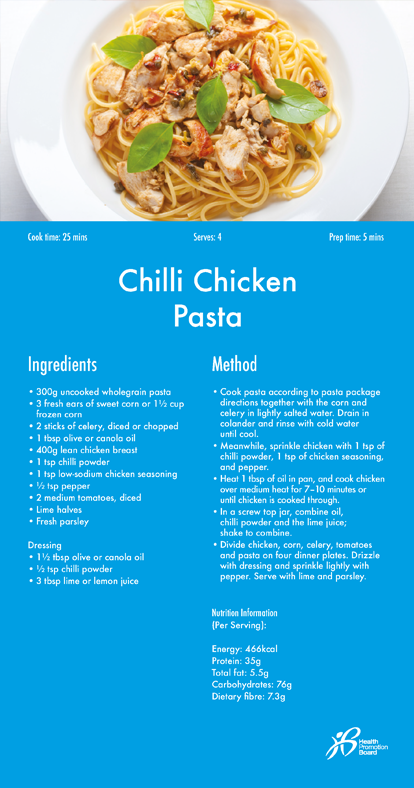 Cook time: 25 mins
Serves: 4
Prep time: 5 mins
Chilli Chicken
Pasta
Ingredients
• 300g uncooked wholegrain pasta
• 3 fresh ears of sweet corn or 1½ cup
frozen corn
• 2 sticks of celery, diced or chopped
• 1 tbsp olive or canola oil
• 400g lean chicken breast
• 1 tsp chilli powder
• 1 tsp low-sodium chicken seasoning
• ½ tsp pepper
• 2 medium tomatoes, diced
• Lime halves
• Fresh parsley
Dressing
• 1½ tbsp olive or canola oil
• ½ tsp chilli powder
• 3 tbsp lime or lemon juice
Method
• Cook pasta according to pasta package
directions together with the corn and
celery in lightly salted water. Drain in
colander and rinse with cold water
until cool.
• Meanwhile, sprinkle chicken with 1 tsp of
chilli powder, 1 tsp of chicken seasoning,
and pepper.
• Heat 1 tbsp of oil in pan, and cook chicken
over medium heat for 7–10 minutes or
until chicken is cooked through.
• In a screw top jar, combine oil,
chilli powder and the lime juice;
shake to combine.
• Divide chicken, corn, celery, tomatoes
and pasta on four dinner plates. Drizzle
with dressing and sprinkle lightly with
pepper. Serve with lime and parsley.
Nutrition Information
(Per Serving):
Energy: 466kcal
Protein: 35g
Total fat: 5.5g
Carbohydrates: 76g
Dietary fibre: 7.3g
Health
Promotion
Board